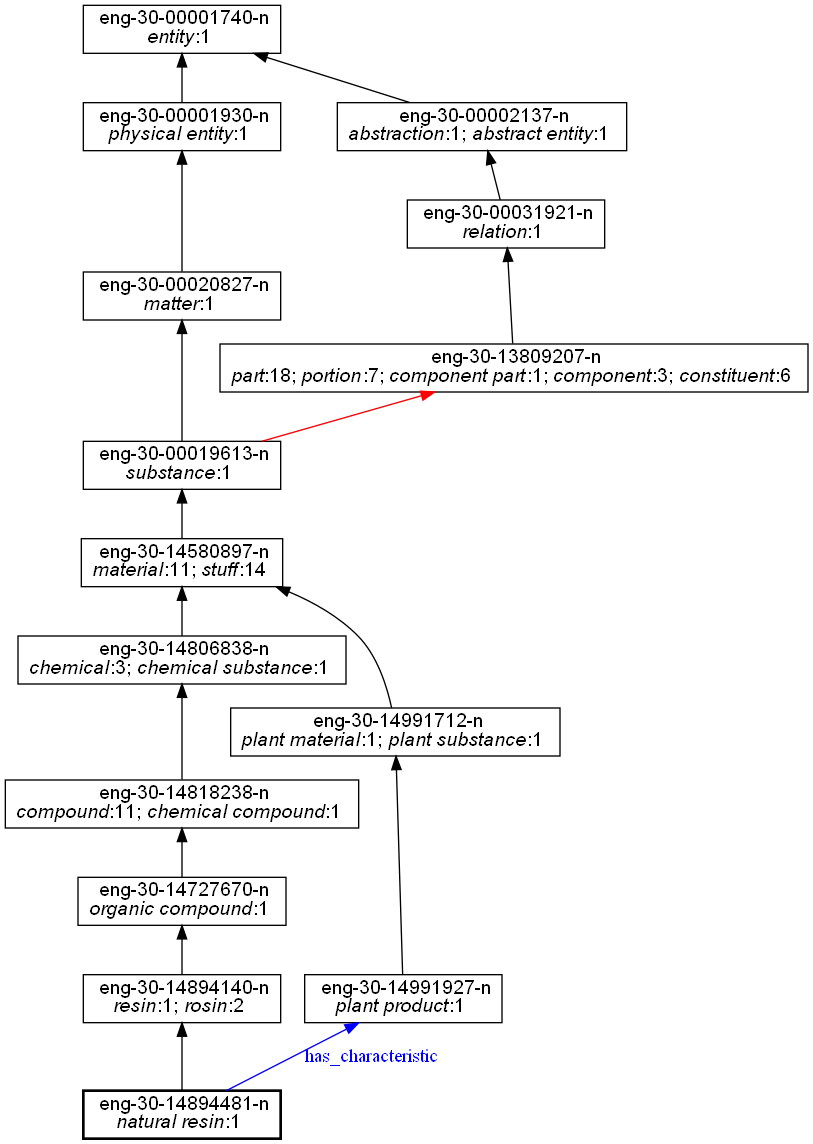 eng-30-00001740-n
entity:1
eng-30-00001930-n
physical entity:1
eng-30-00002137-n
abstraction:1; abstract entity:1
eng-30-00031921-n
relation:1
eng-30-00020827-n
matter:1
eng-30-13809207-n
part:18; portion:7; component part:1; component:3; constituent:6
eng-30-00019613-n
substance:1
eng-30-14580897-n
material:11; stuff:14
eng-30-14806838-n
chemical:3; chemical substance:1
eng-30-14991712-n
plant material:1; plant substance:1
eng-30-14818238-n
compound:11; chemical compound:1
eng-30-14727670-n
organic compound:1
eng-30-14894140-n
resin:1; rosin:2
eng-30-14991927-n
plant product:1
has_characteristic
eng-30-14894481-n
natural resin:1